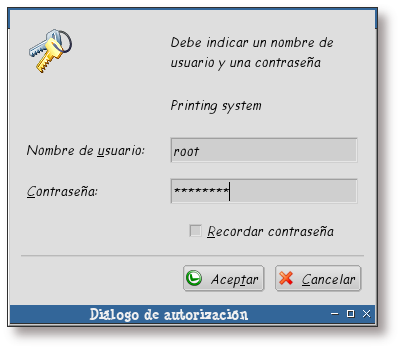 Debe indicar un nombre de
usuario y una contraseña
Printing system
Nombre de usuario:
root
Contraseña:
********
Recordar contraseña
Aceptar
Cancelar
Diálogo de autorización